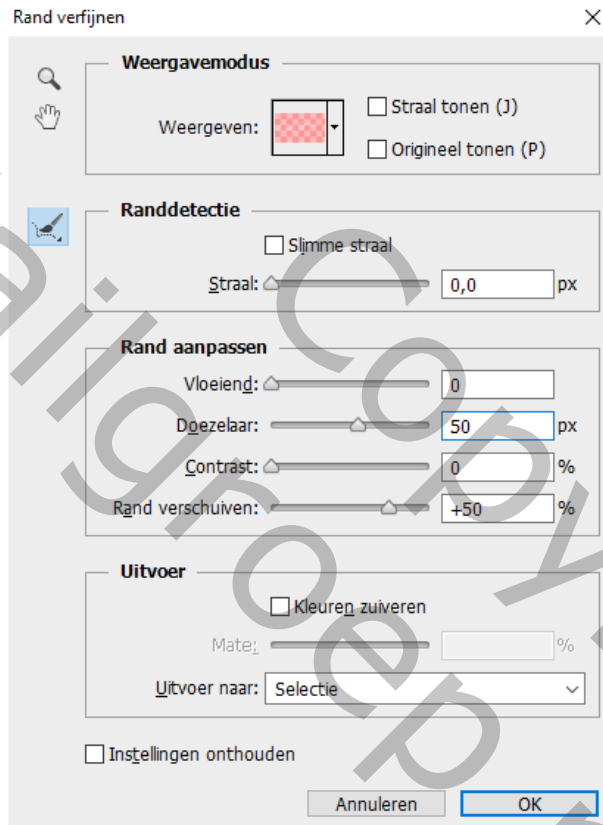 Rand verfijnen
Weergavemodus
Weergeven:
Straal tonen (J)
Origineel tonen (P)
Randdetectie
Slimme straal
Straal: 0,0 px
Rand aanpassen
Vloeiend: 0
Doezelaar: 50 px
Contrast: 0 %
Rand verschuiven: +50 %
Uitvoer
Kleuren zuiveren
Mate: %
Uitvoer naar: Selectie
Instellingen onthouden
Annuleren OK